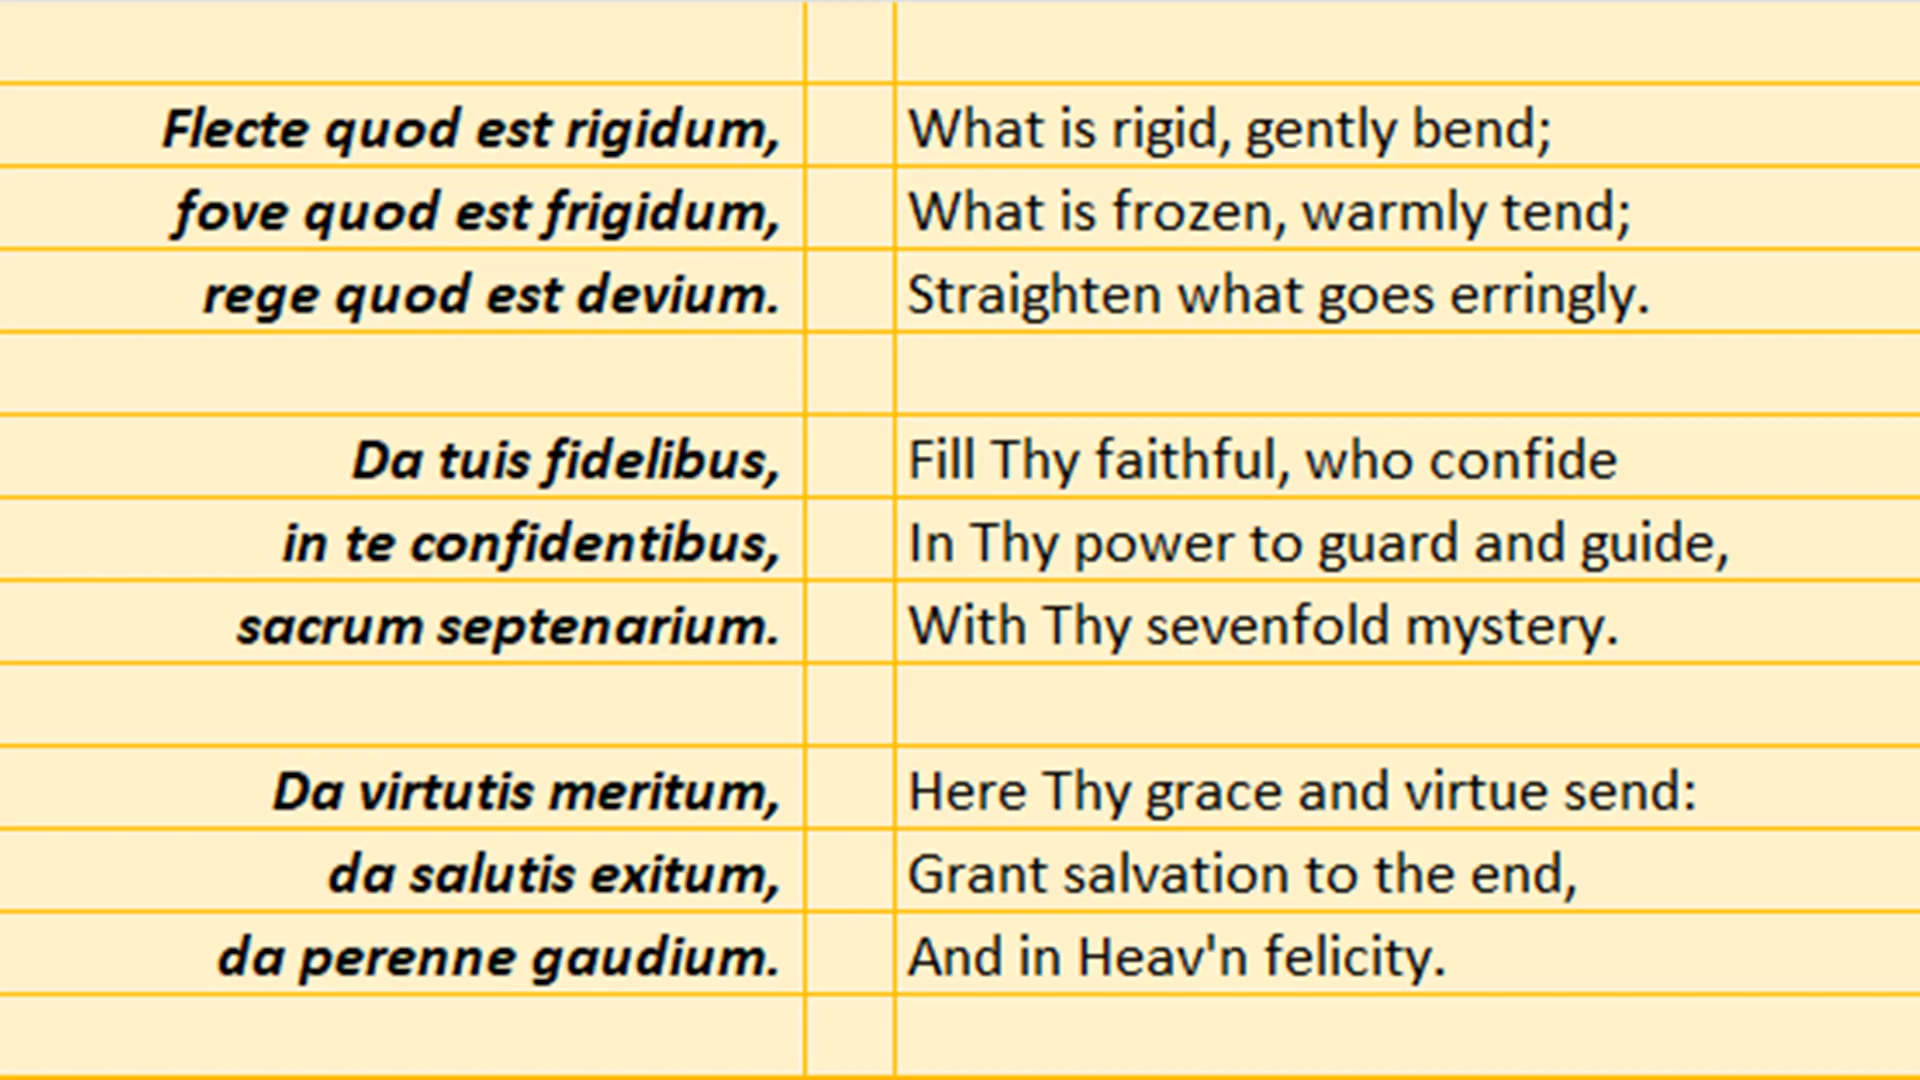 Flecte quod est rigidum, What is rigid, gently bend;
fove quod est frigidum, What is frozen, warmly tend;
rege quod est devium. Straighten what goes erringly.
Da tuis fidelibus, Fill Thy faithful, who confide
in te confidentibus, In Thy power to guard and guide,
sacrum septenarium. With Thy sevenfold mystery.
Da virtutis meritum, Here Thy grace and virtue send:
da salutis exitum, Grant salvation to the end,
da perenne gaudium. And in Heav'n felicity.